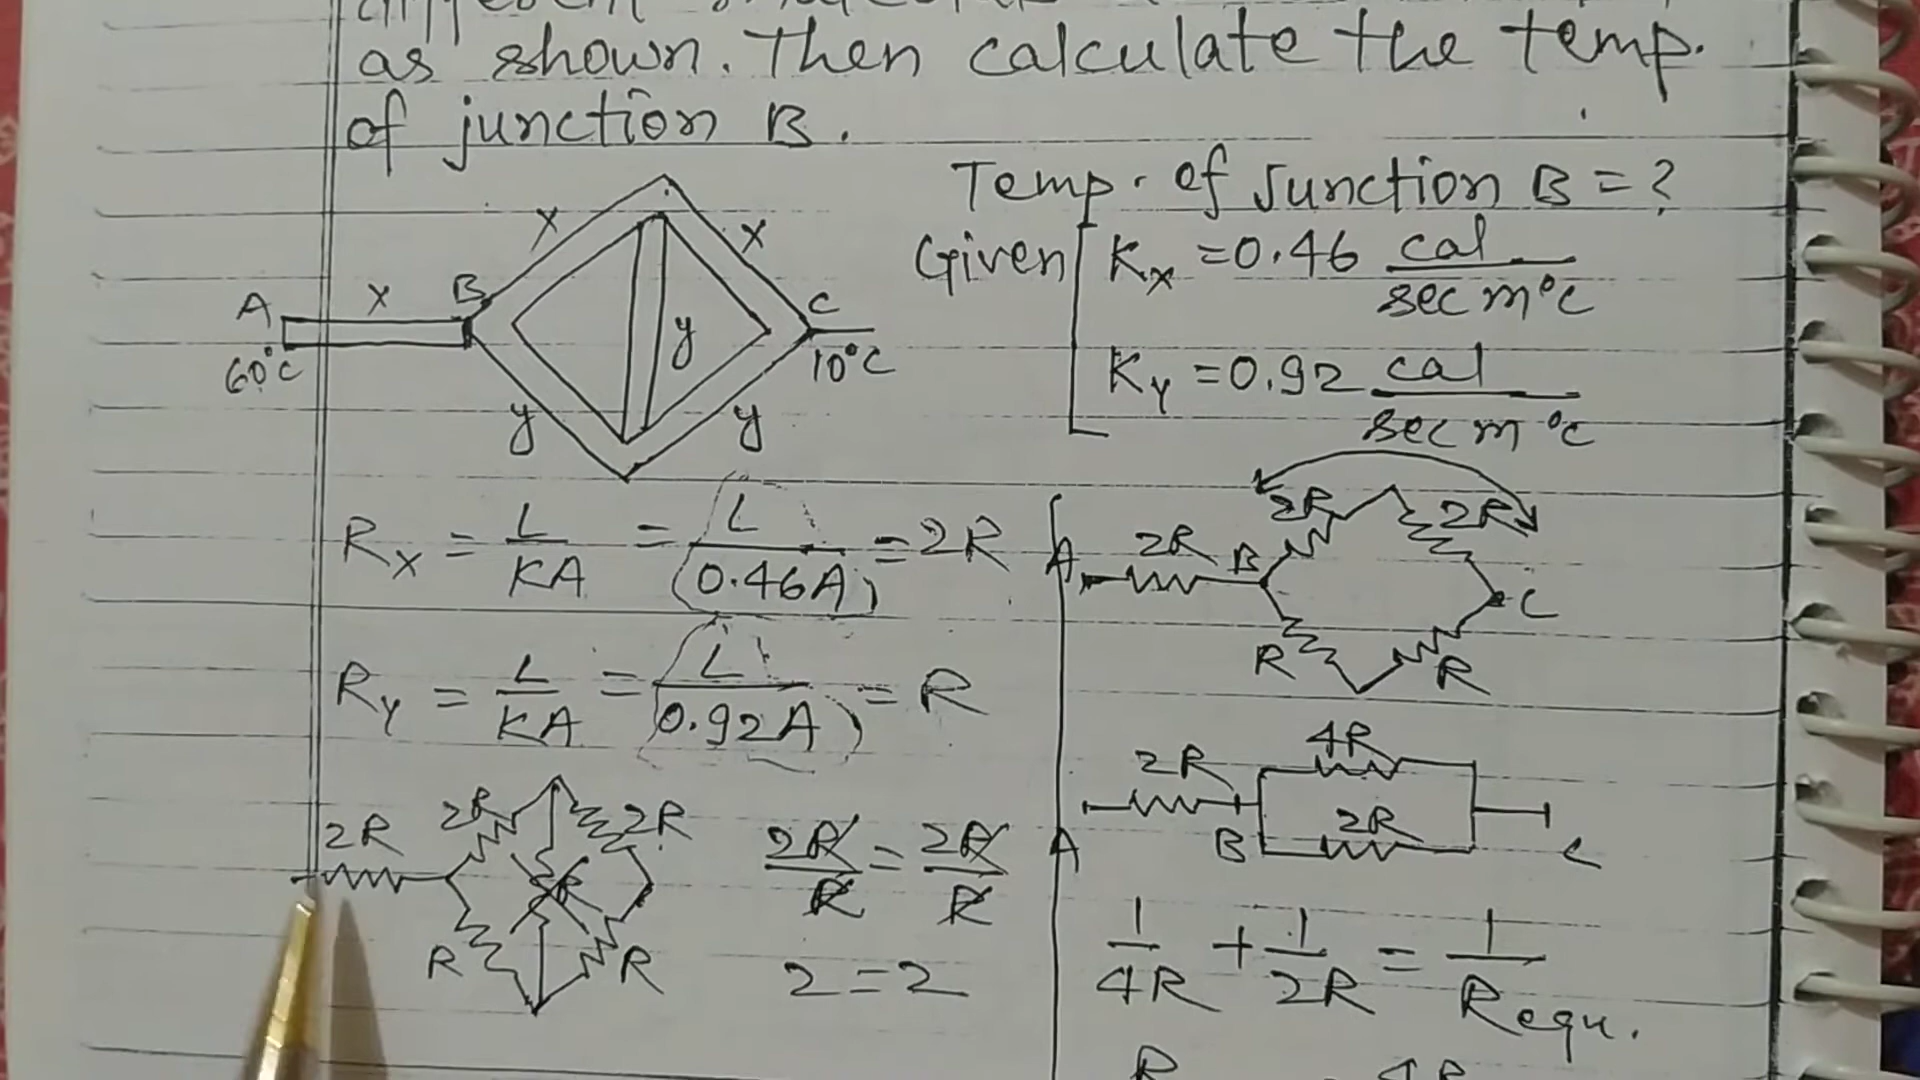 different
as shown. Then calculate the temp.
of junction B.
Temp. of Junction B = ?
Given Kx = 0.46 cal / sec m°C
Ky = 0.92 cal / sec m °C
A x B x x C
60°C y y y 10°C
Rx = L/KA = L/(0.46A) = 2R
RY = L/KA = L/(0.92A) = R
2R 2R 2R
R R R
2R/R = 2R/R
2 = 2
A 2R B 2R 2R C
R R
A 2R B 4R C
2R
1/4R + 1/2R = 1/Requ.
R 4R